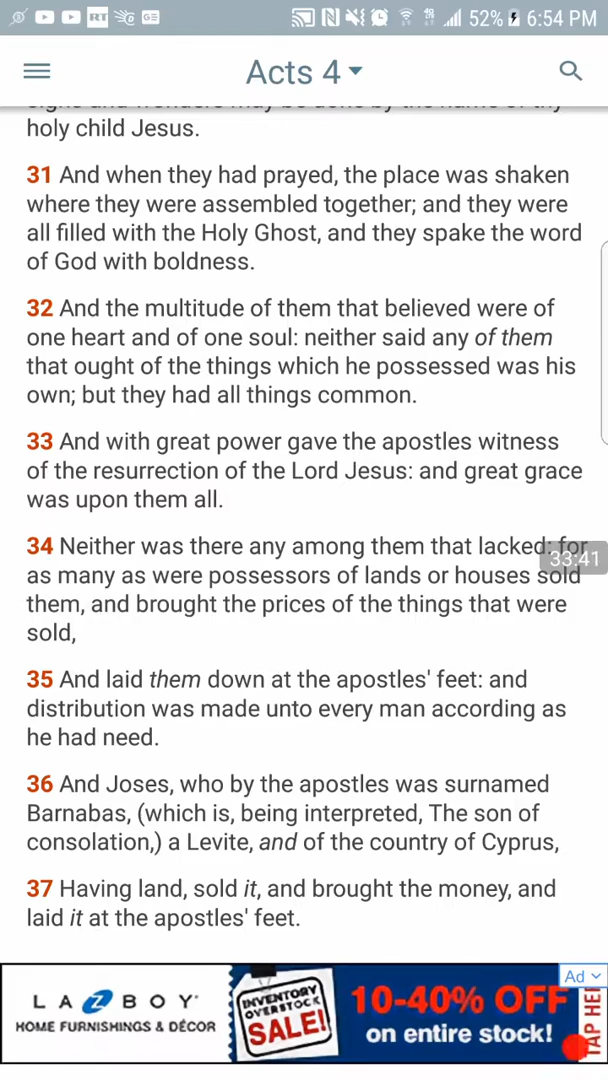 RT
52% 6:54 PM
Acts 4
holy child Jesus.
31 And when they had prayed, the place was shaken
where they were assembled together; and they were
all filled with the Holy Ghost, and they spake the word
of God with boldness.
32 And the multitude of them that believed were of
one heart and of one soul: neither said any of them
that ought of the things which he possessed was his
own; but they had all things common.
33 And with great power gave the apostles witness
of the resurrection of the Lord Jesus: and great grace
was upon them all.
34 Neither was there any among them that lacked: for
33:41
as many as were possessors of lands or houses sold
them, and brought the prices of the things that were
sold,
35 And laid them down at the apostles' feet: and
distribution was made unto every man according as
he had need.
36 And Joses, who by the apostles was surnamed
Barnabas, (which is, being interpreted, The son of
consolation,) a Levite, and of the country of Cyprus,
37 Having land, sold it, and brought the money, and
laid it at the apostles' feet.
Ad
LAZBOY
HOME FURNISHINGS & DÉCOR
INVENTORY
OVERSTOCK
SALE!
10-40% OFF
on entire stock!
TAP HE